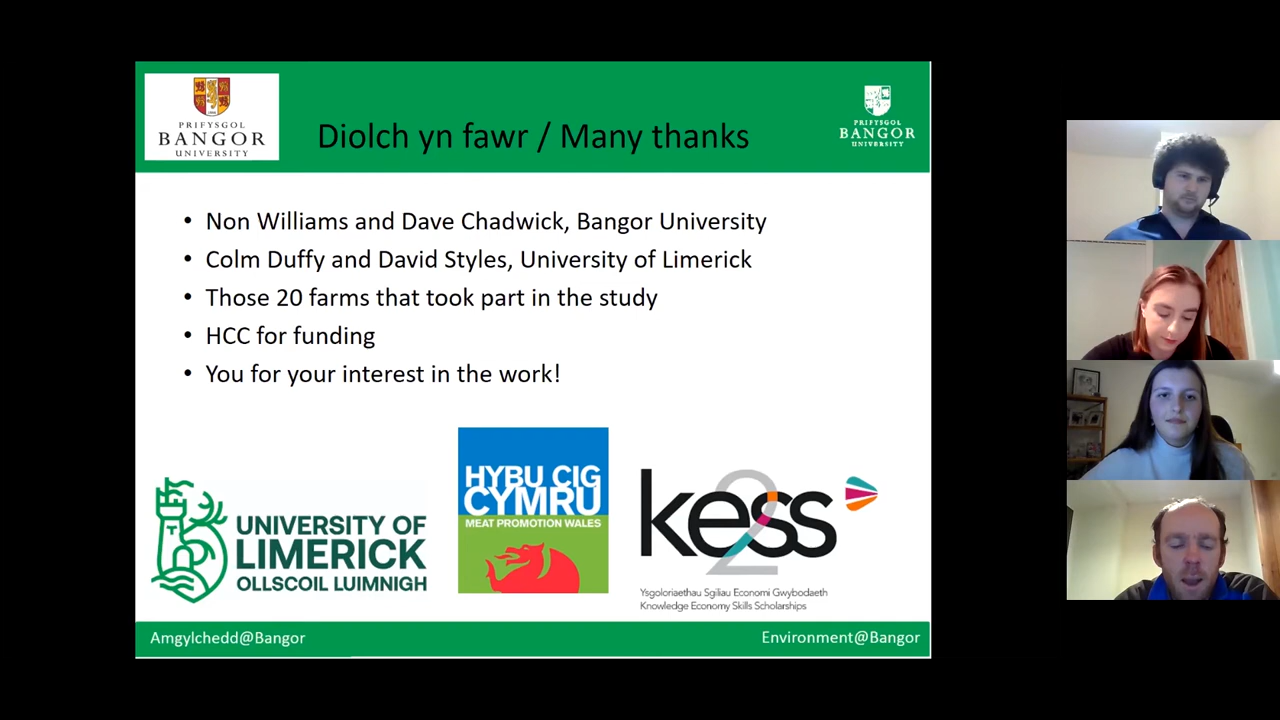 PRIFYSGOL
BANGOR
UNIVERSITY
Diolch yn fawr / Many thanks
PRIFYSGOL
BANGOR
UNIVERSITY
• Non Williams and Dave Chadwick, Bangor University
• Colm Duffy and David Styles, University of Limerick
• Those 20 farms that took part in the study
• HCC for funding
• You for your interest in the work!
UNIVERSITY OF
LIMERICK
OLLSCOIL LUIMNIGH
HYBU CIG
CYMRU
MEAT PROMOTION WALES
kess
2
Ysgoloriaethau Sgiliau Economi Gwybodaeth
Knowledge Economy Skills Scholarships
Amgylchedd@Bangor
Environment@Bangor